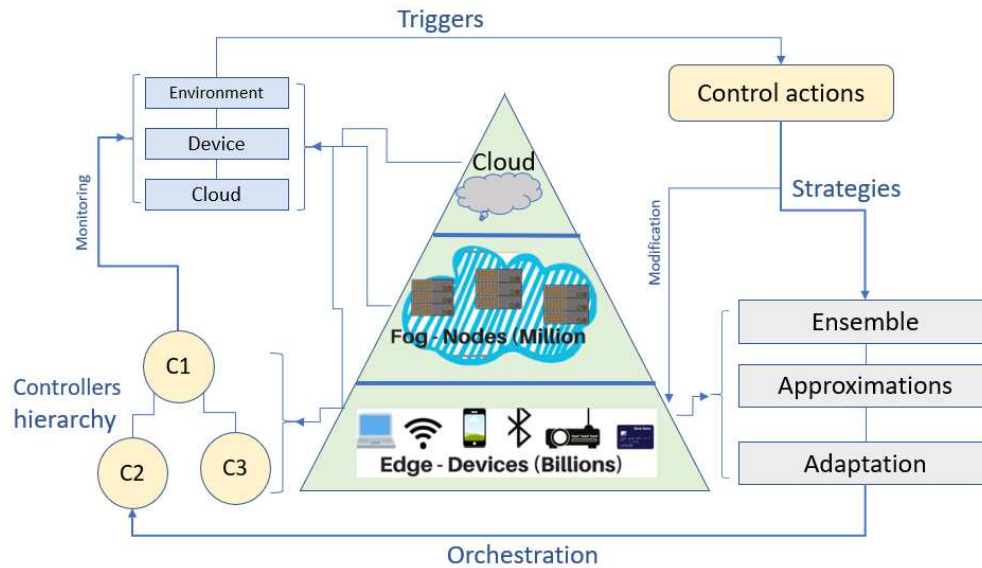 Triggers
Environment
Device
Cloud
Control actions
Cloud
Strategies
Monitoring
Modification
Fog - Nodes (Million
Ensemble
C1
Approximations
Controllers
hierarchy
C2
C3
Edge - Devices (Billions)
Adaptation
Orchestration